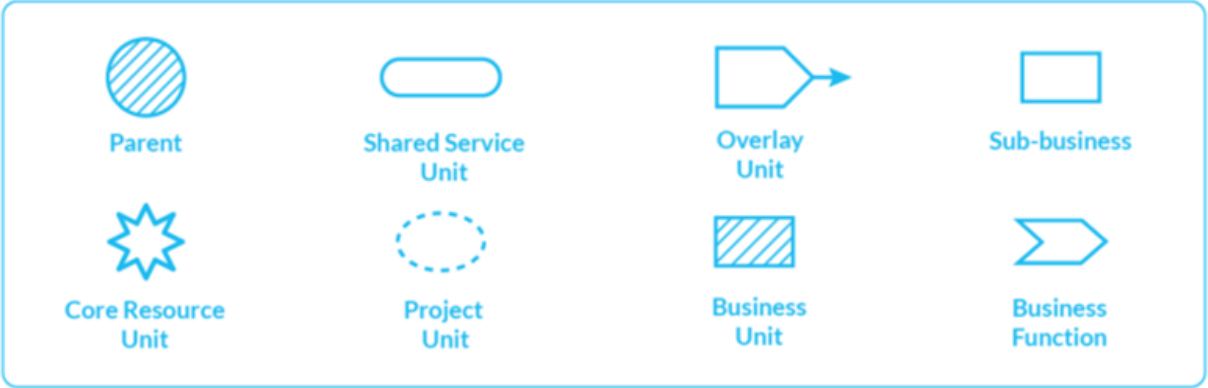 Parent
Shared Service
Unit
Overlay
Unit
Sub-business
Core Resource
Unit
Project
Unit
Business
Unit
Business
Function